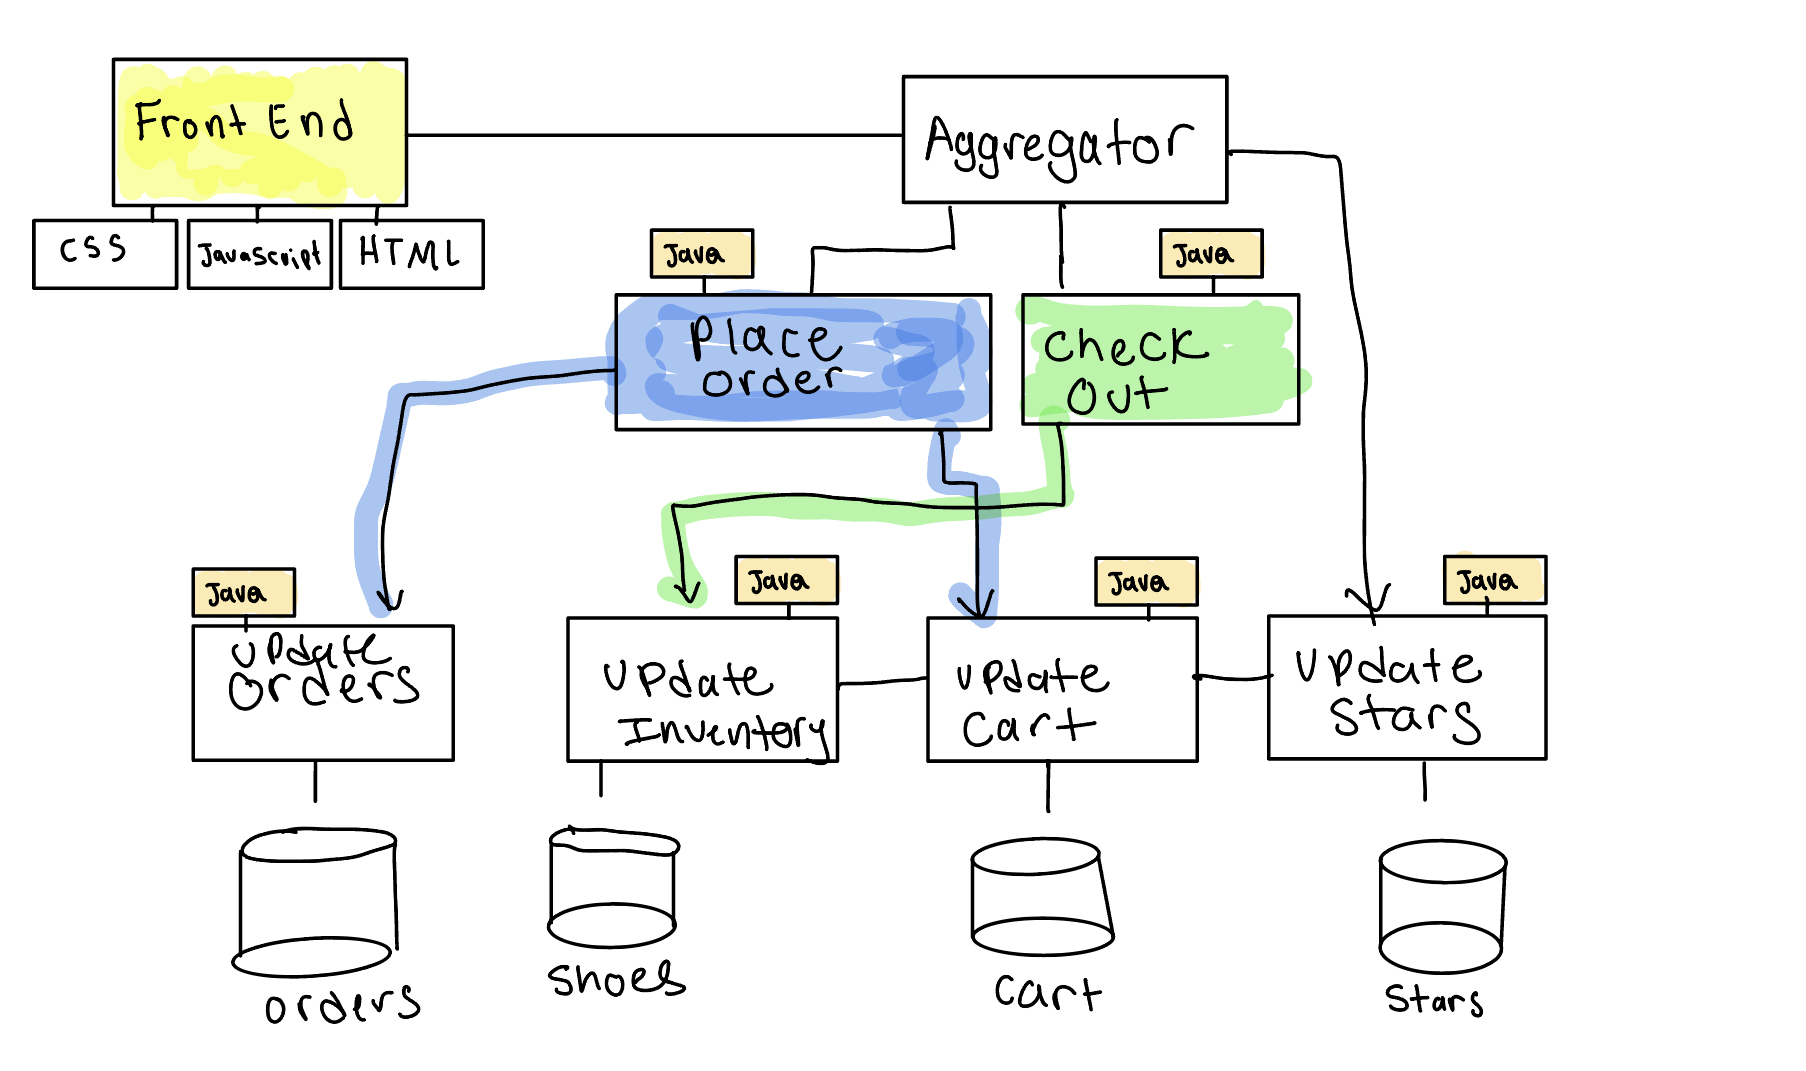 Front End
Aggregator
CSS
JavaScript
HTML
Java
Java
Place
Order
Check
Out
Java
Java
Java
Java
Update
Orders
Update
Inventory
Update
Cart
Update
Stars
orders
Shoes
Cart
Stars